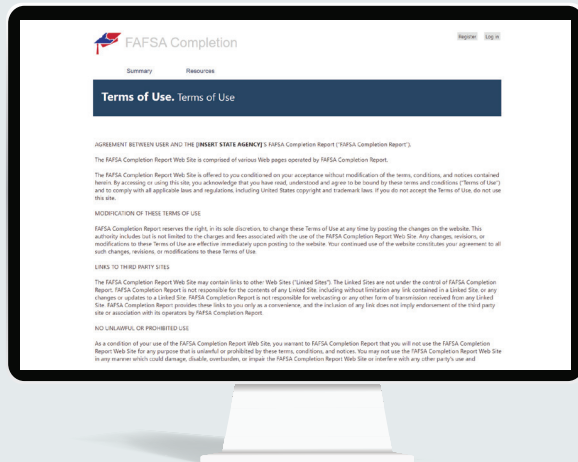 FAFSA Completion
Register Log in
Summary Resources
Terms of Use. Terms of Use
AGREEMENT BETWEEN USER AND THE [INSERT STATE AGENCY]'S FAFSA Completion Report ("FAFSA Completion Report").
The FAFSA Completion Report Web Site is comprised of various Web pages operated by FAFSA Completion Report.
The FAFSA Completion Report Web Site is offered to you conditioned on your acceptance without modification of the terms, conditions, and notices contained
herein. By accessing or using this site, you acknowledge that you have read, understood and agree to be bound by these terms and conditions ("Terms of Use")
and to comply with all applicable laws and regulations, including United States copyright and trademark laws. If you do not accept the Terms of Use, do not use
this site.
MODIFICATION OF THESE TERMS OF USE
FAFSA Completion Report reserves the right, in its sole discretion, to change these Terms of Use at any time by posting the changes on the website. This
authority includes but is not limited to the charges and fees associated with the use of the FAFSA Completion Report Web Site. Any changes, revisions, or
modifications to these Terms of Use are effective immediately upon posting to the website. Your continued use of the website constitutes your agreement to all
such changes, revisions, or modifications to these Terms of Use.
LINKS TO THIRD PARTY SITES
The FAFSA Completion Report Web Site may contain links to other Web Sites ("Linked Sites"). The Linked Sites are not under the control of FAFSA Completion
Report. FAFSA Completion Report is not responsible for the contents of any Linked Site, including without limitation any link contained in a Linked Site, or any
changes or updates to a Linked Site. FAFSA Completion Report is not responsible for webcasting or any other form of transmission received from any Linked
Site. FAFSA Completion Report provides these links to you only as a convenience, and the inclusion of any link does not imply endorsement of the third party
site or association with its operators by FAFSA Completion Report.
NO UNLAWFUL OR PROHIBITED USE
As a condition of your use of the FAFSA Completion Report Web Site, you warrant to FAFSA Completion Report that you will not use the FAFSA Completion
Report Web Site for any purpose that is unlawful or prohibited by these terms, conditions, and notices. You may not use the FAFSA Completion Report Web Site
in any manner which could damage, disable, overburden, or impair the FAFSA Completion Report Web Site or interfere with any other party's use and